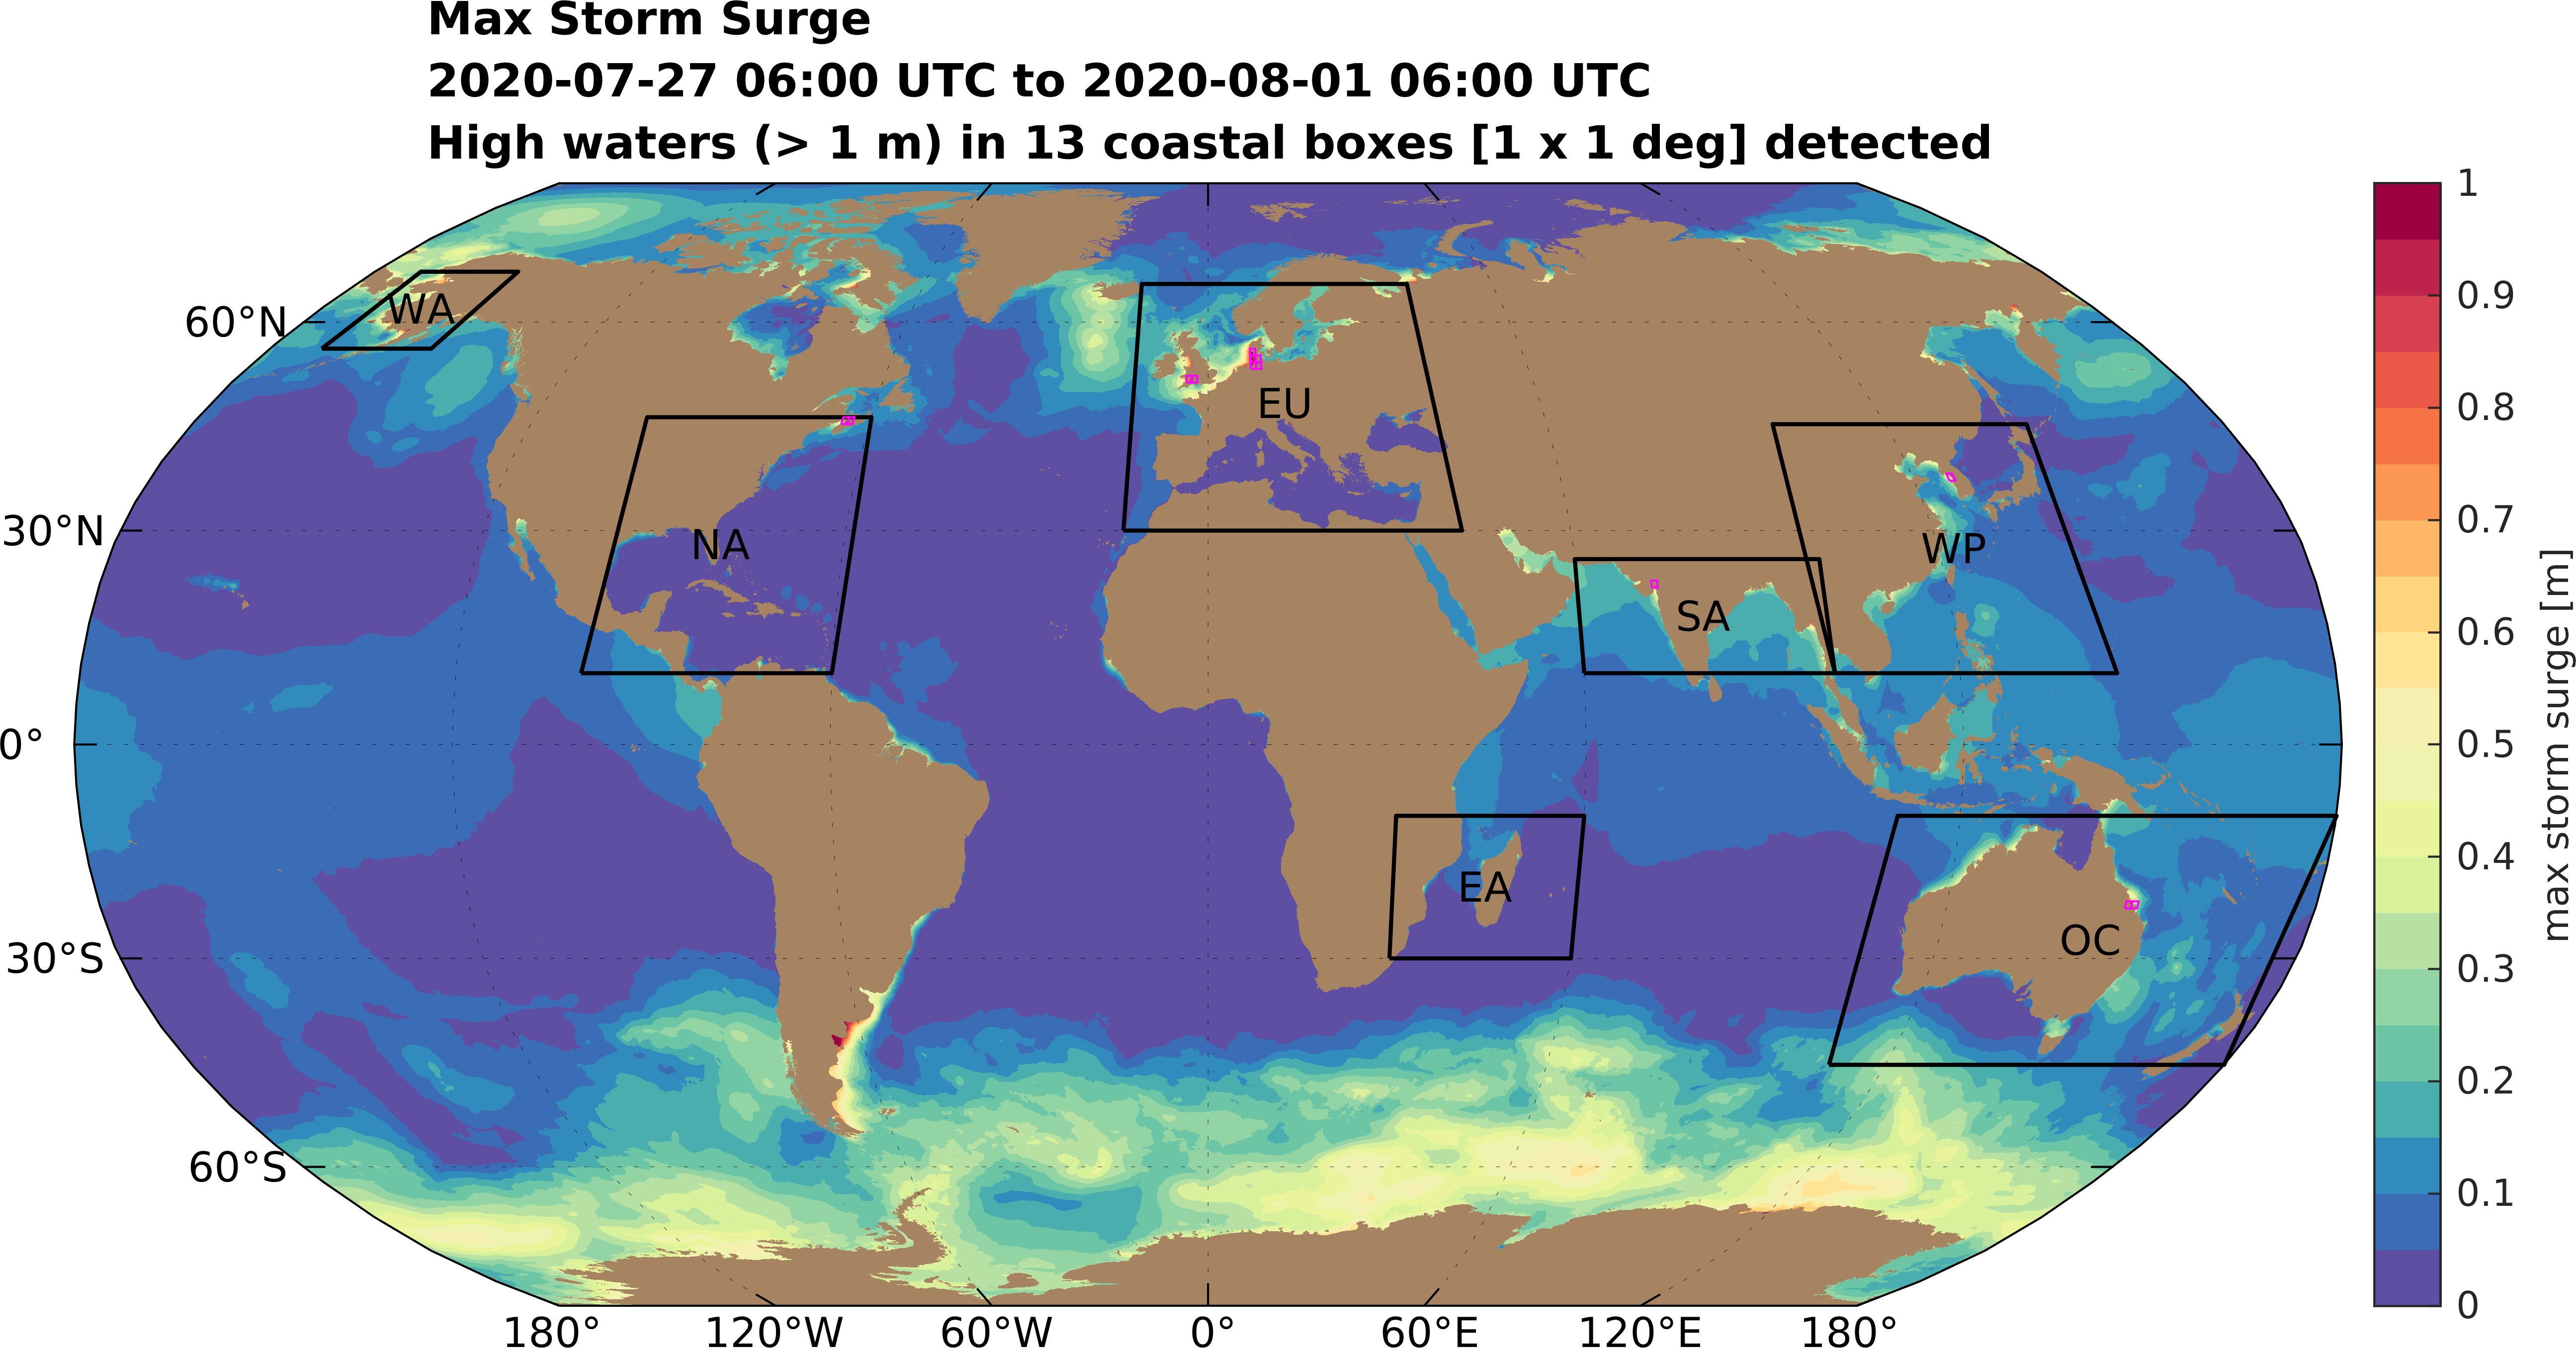 Max Storm Surge
2020-07-27 06:00 UTC to 2020-08-01 06:00 UTC
High waters (> 1 m) in 13 coastal boxes [1 x 1 deg] detected
60°N
30°N
0°
30°S
60°S
WA
NA
EU
SA
WP
EA
OC
180°
120°W
60°W
0°
60°E
120°E
180°
1
0.9
0.8
0.7
0.6
0.5
0.4
0.3
0.2
0.1
0
max storm surge [m]